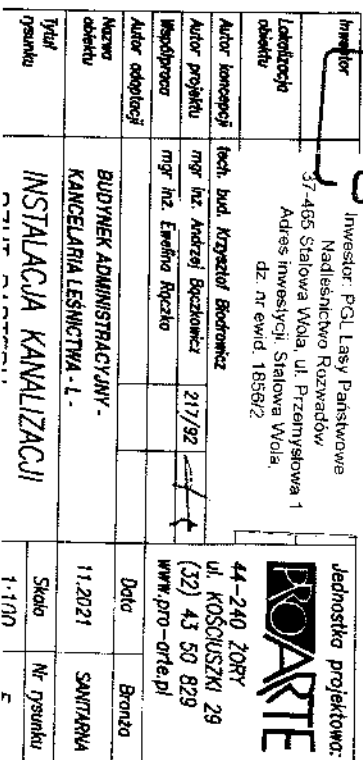 Inwestor
Inwestor: PGL Lasy Państwowe
Nadleśnictwo Rozwadów
37-465 Stalowa Wola, ul. Przemysłowa 1
Lokalizacja obiektu
Adres inwestycji: Stalowa Wola,
dz. nr ewid. 1856/2
Autor koncepcji tech. bud. Krzysztof Biodrowicz
Autor projektu mgr inż. Andrzej Bączkowicz 217/92
Współpraca mgr inż. Ewelina Rączka
Autor adaptacji
Nazwa obiektu
BUDYNEK ADMINISTRACYJNY -
KANCELARIA LEŚNICTWA - L -
Tytuł rysunku
INSTALACJA KANALIZACJI
Jednostka projektowa:
PRO ARTE
44-240 ŻORY
ul. KOŚCIUSZKI 29
(32) 43 50 829
www.pro-arte.pl
Data Branża
11.2021 SANITARNA
Skala Nr rysunku
1:100